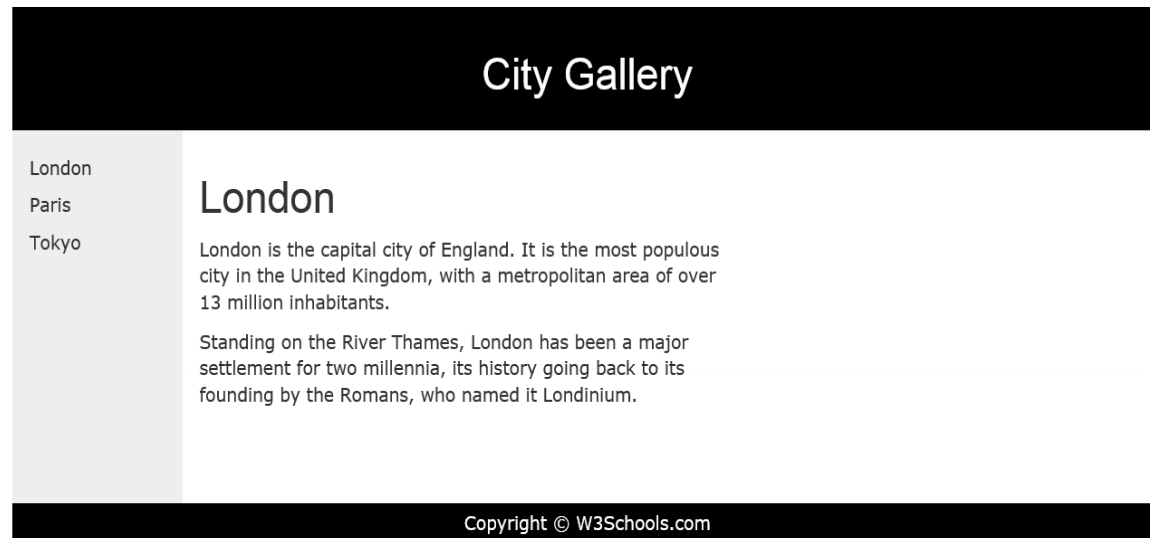 City Gallery
London
Paris
Tokyo
London
London is the capital city of England. It is the most populous
city in the United Kingdom, with a metropolitan area of over
13 million inhabitants.
Standing on the River Thames, London has been a major
settlement for two millennia, its history going back to its
founding by the Romans, who named it Londinium.
Copyright © W3Schools.com